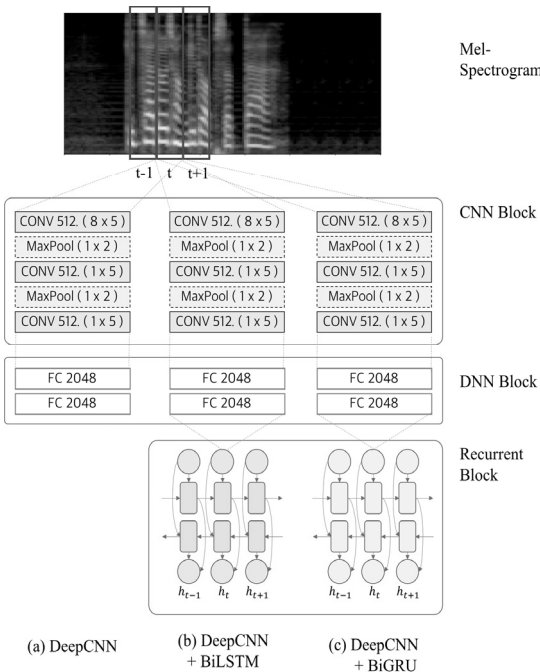 Mel-
Spectrogram
t-1 t t+1
CNN Block
CONV 512. ( 8 x 5 ) CONV 512. ( 8 x 5 ) CONV 512. ( 8 x 5 )
MaxPool ( 1 x 2 ) MaxPool ( 1 x 2 ) MaxPool ( 1 x 2 )
CONV 512. ( 1 x 5 ) CONV 512. ( 1 x 5 ) CONV 512. ( 1 x 5 )
MaxPool ( 1 x 2 ) MaxPool ( 1 x 2 ) MaxPool ( 1 x 2 )
CONV 512. ( 1 x 5 ) CONV 512. ( 1 x 5 ) CONV 512. ( 1 x 5 )
DNN Block
FC 2048 FC 2048 FC 2048
FC 2048 FC 2048 FC 2048
Recurrent
Block
h_{t-1} h_t h_{t+1} h_{t-1} h_t h_{t+1}
(a) DeepCNN (b) DeepCNN (c) DeepCNN
+ BiLSTM + BiGRU